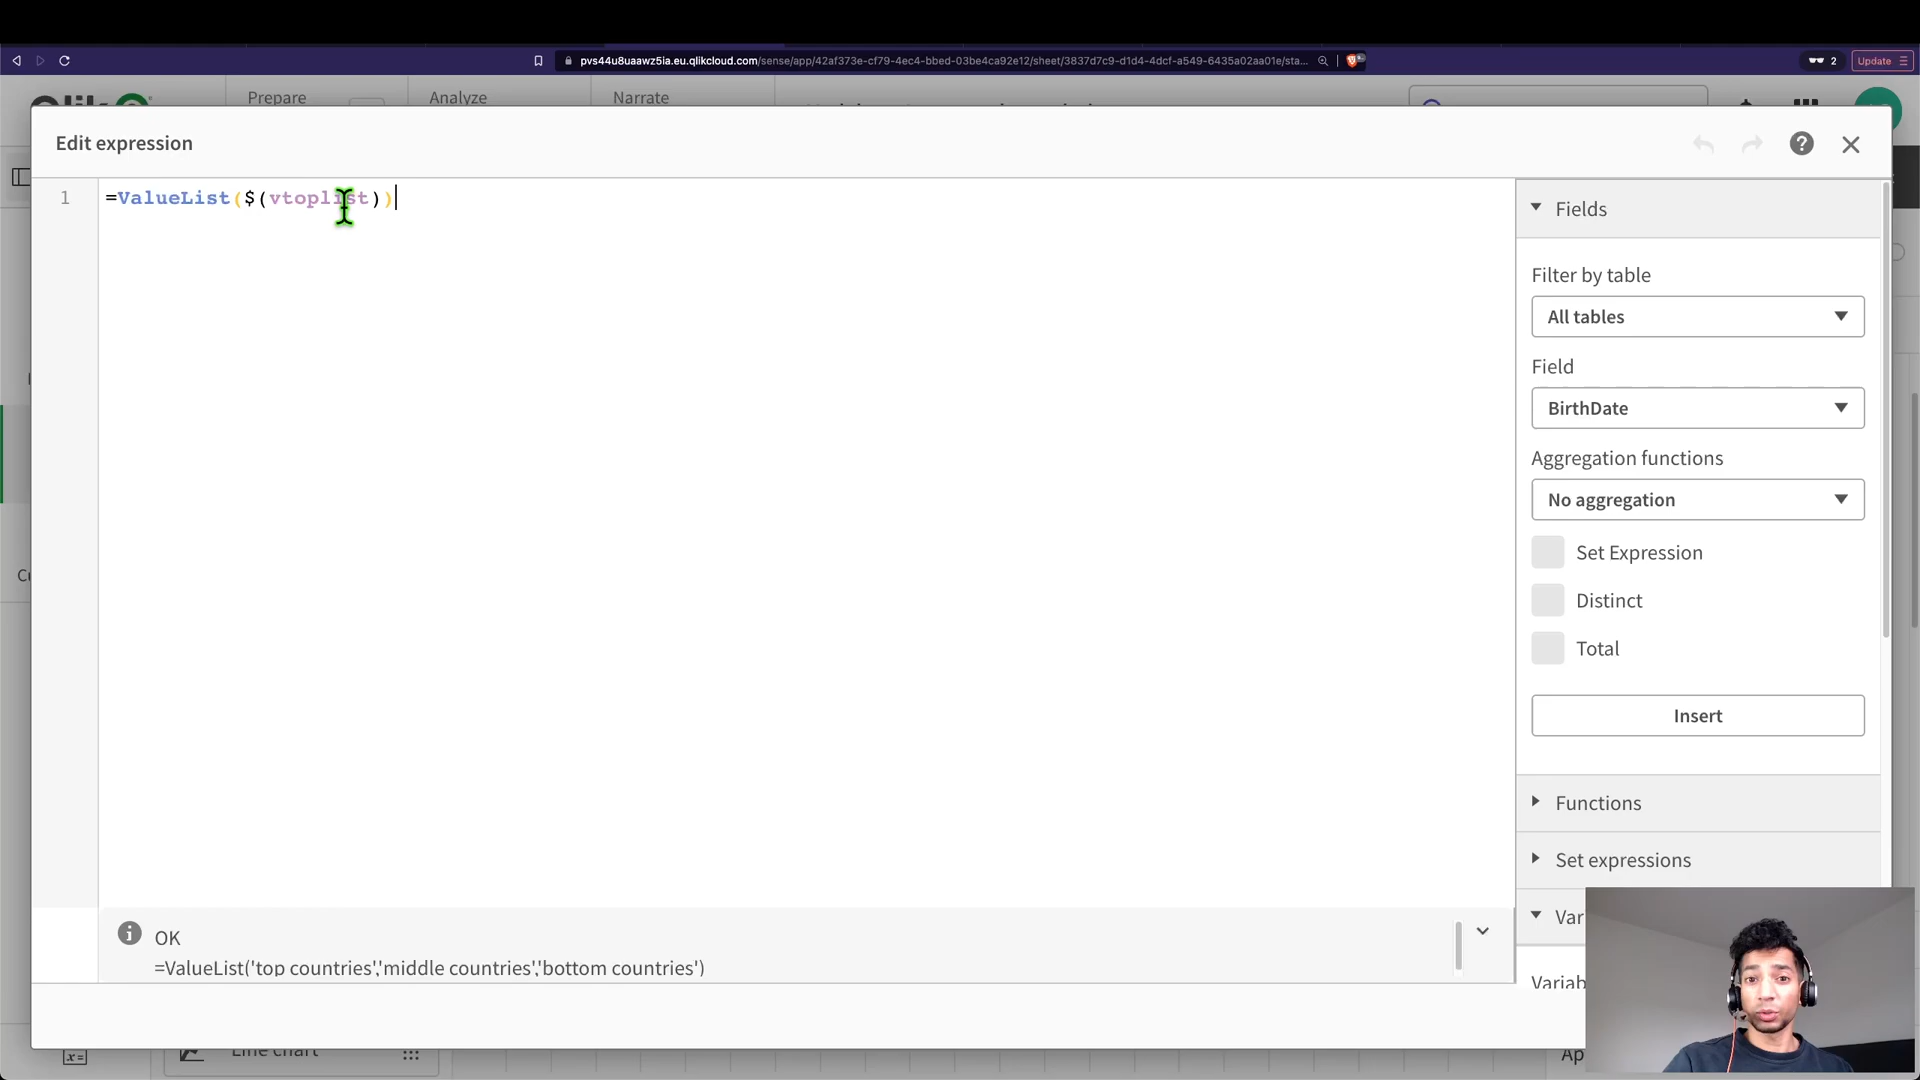 pvs44u8uaawz5ia.eu.qlikcloud.com/sense/app/42af373e-cf79-4ec4-bbed-03be4ca92e12/sheet/3837d7c9-d1d4-4dcf-a549-6435a02aa01e/sta...
2
Update
Prepare
Analyze
Narrate
Edit expression
1
=ValueList($(vtoplist))
Fields
Filter by table
All tables
Field
BirthDate
Aggregation functions
No aggregation
Set Expression
Distinct
Total
Insert
Functions
Set expressions
Var
Variab
OK
=ValueList('top countries','middle countries','bottom countries')
Line chart
Ap